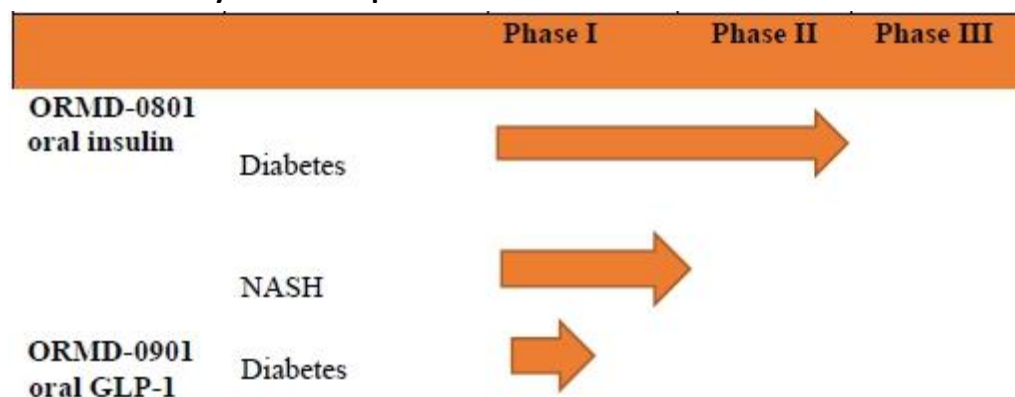 Phase I Phase II Phase III
ORMD-0801
oral insulin
Diabetes
NASH
ORMD-0901
oral GLP-1
Diabetes